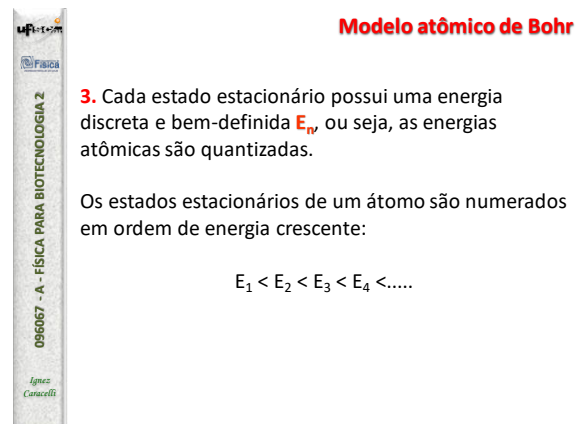 Modelo atômico de Bohr
3. Cada estado estacionário possui uma energia
discreta e bem-definida Eₙ, ou seja, as energias
atômicas são quantizadas.
Os estados estacionários de um átomo são numerados
em ordem de energia crescente:
E₁ < E₂ < E₃ < E₄ <.....
Física
096067 - A - FÍSICA PARA BIOTECNOLOGIA 2
Ignez
Caracelli